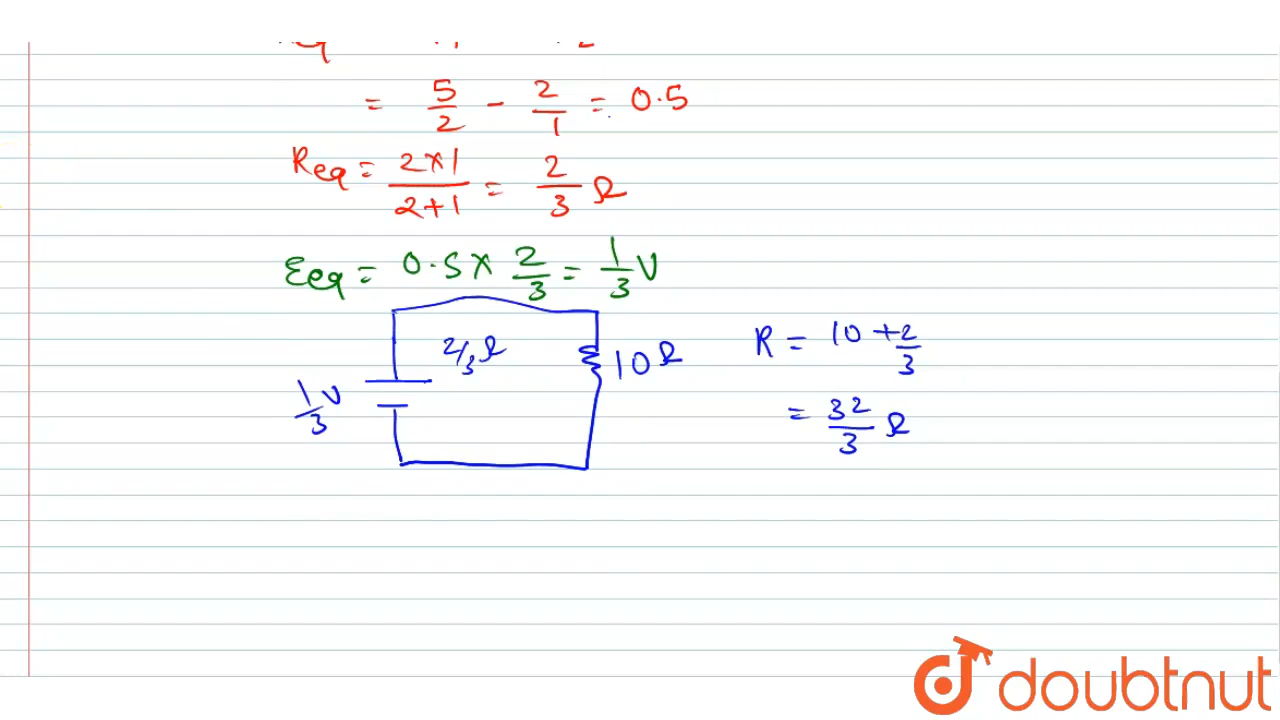 = 5/2 - 2/1 = 0.5
Req = 2×1/2+1 = 2/3 Ω
Eeq = 0.5 × 2/3 = 1/3 V
2/3 Ω
10 Ω
1/3 V
R = 10 + 2/3
= 32/3 Ω
doubtnut